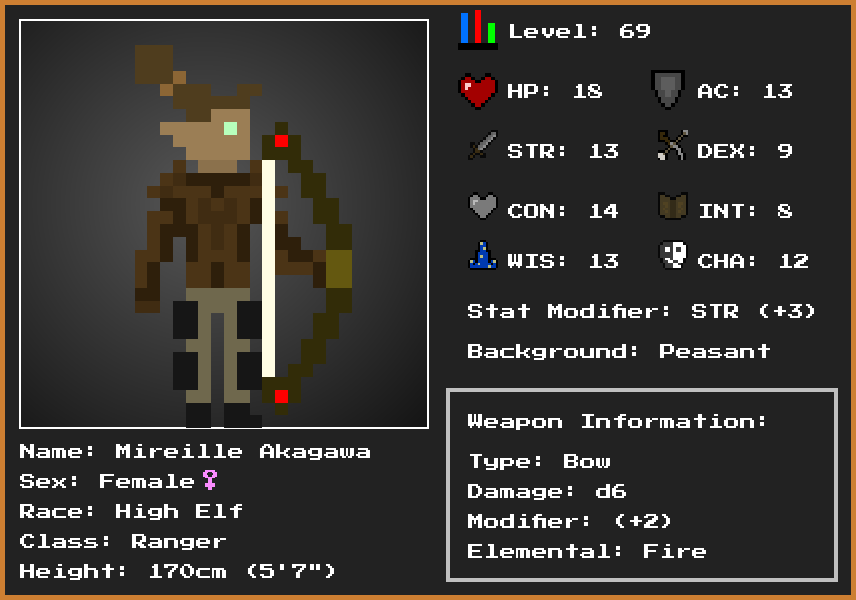 Level: 69
HP: 18
AC: 13
STR: 13
DEX: 9
CON: 14
INT: 8
WIS: 13
CHA: 12
Stat Modifier: STR (+3)
Background: Peasant
Name: Mireille Akagawa
Sex: Female♀
Race: High Elf
Class: Ranger
Height: 170cm (5'7")
Weapon Information:
Type: Bow
Damage: d6
Modifier: (+2)
Elemental: Fire